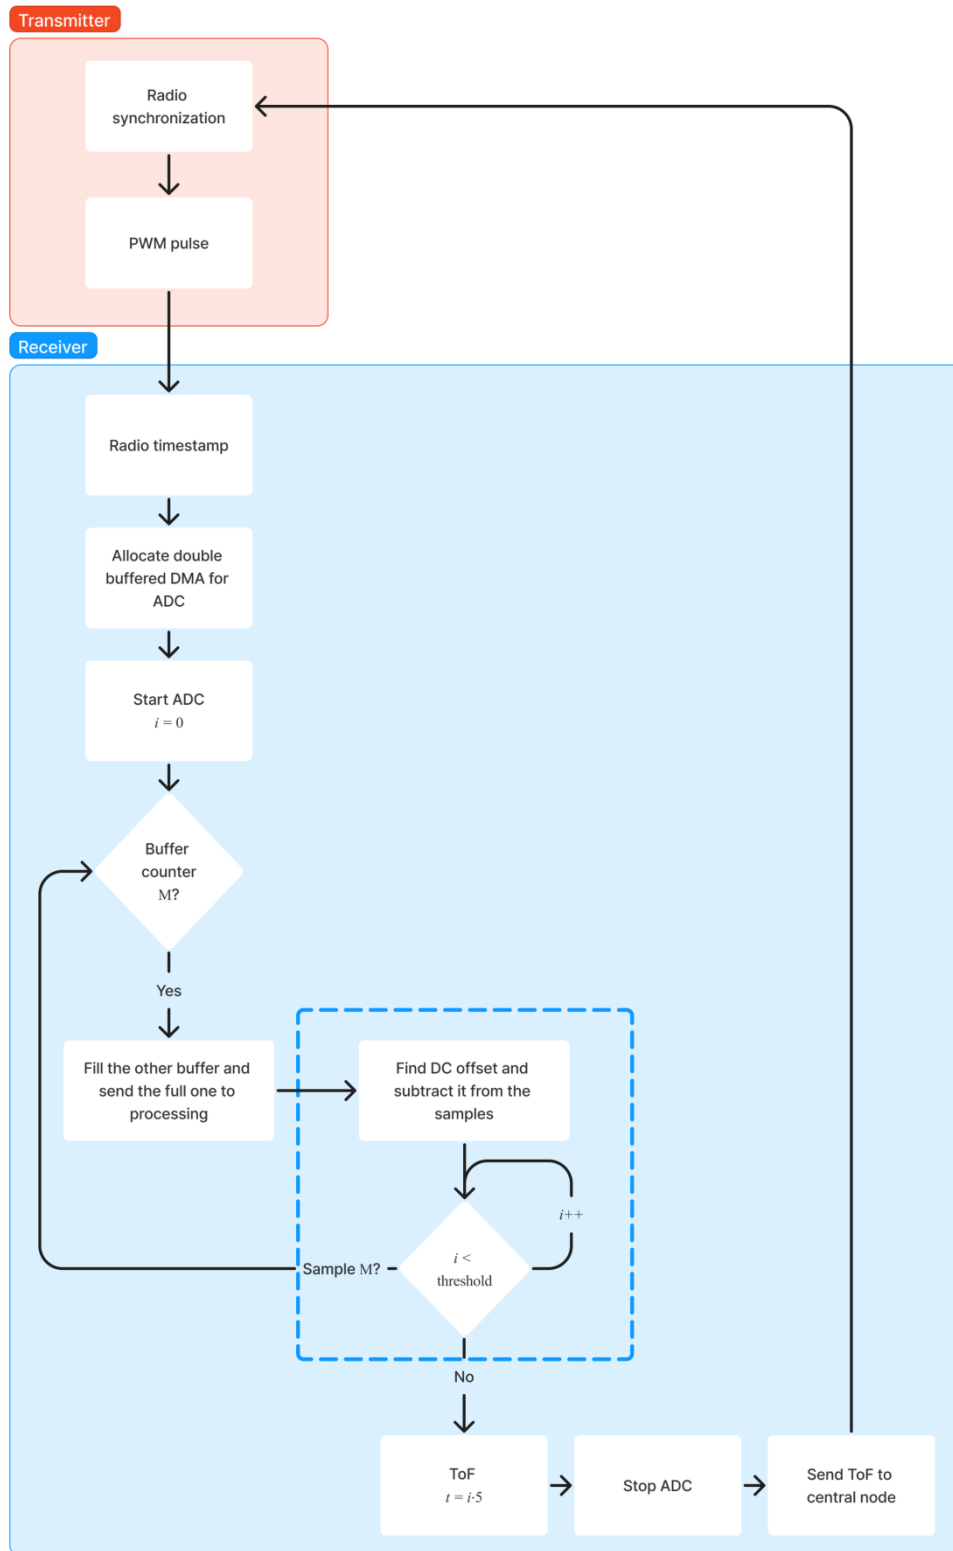 Transmitter
Radio
synchronization
PWM pulse
Receiver
Radio timestamp
Allocate double
buffered DMA for
ADC
Start ADC
i = 0
Buffer
counter
M?
Yes
Fill the other buffer and
send the full one to
processing
Find DC offset and
subtract it from the
samples
i++
i <
threshold
Sample M?
No
ToF
t = i·5
Stop ADC
Send ToF to
central node